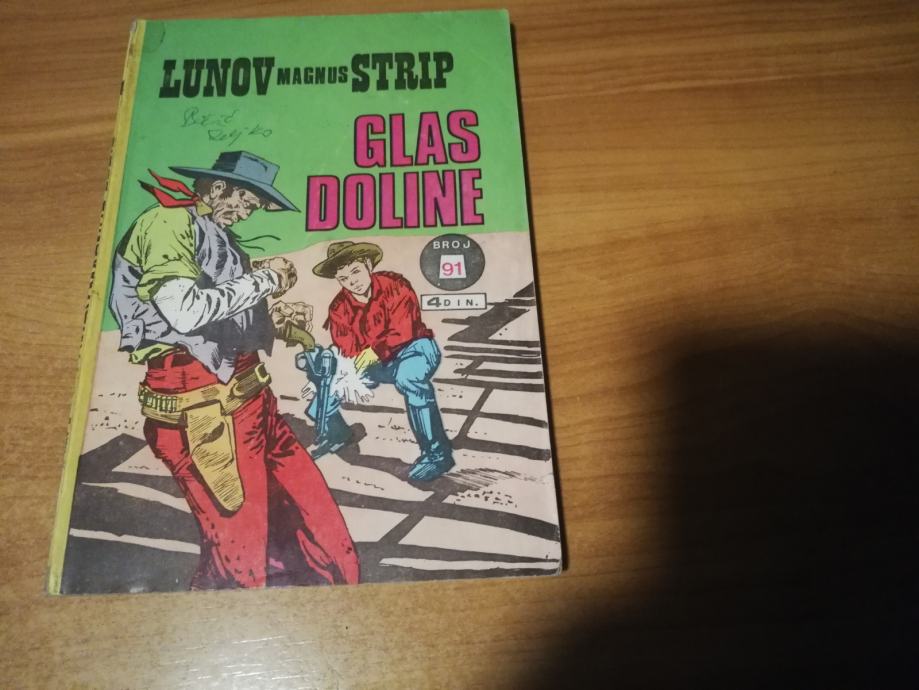 LUNOV MAGNUS STRIP
GLAS
DOLINE
BROJ
91
4 DIN.